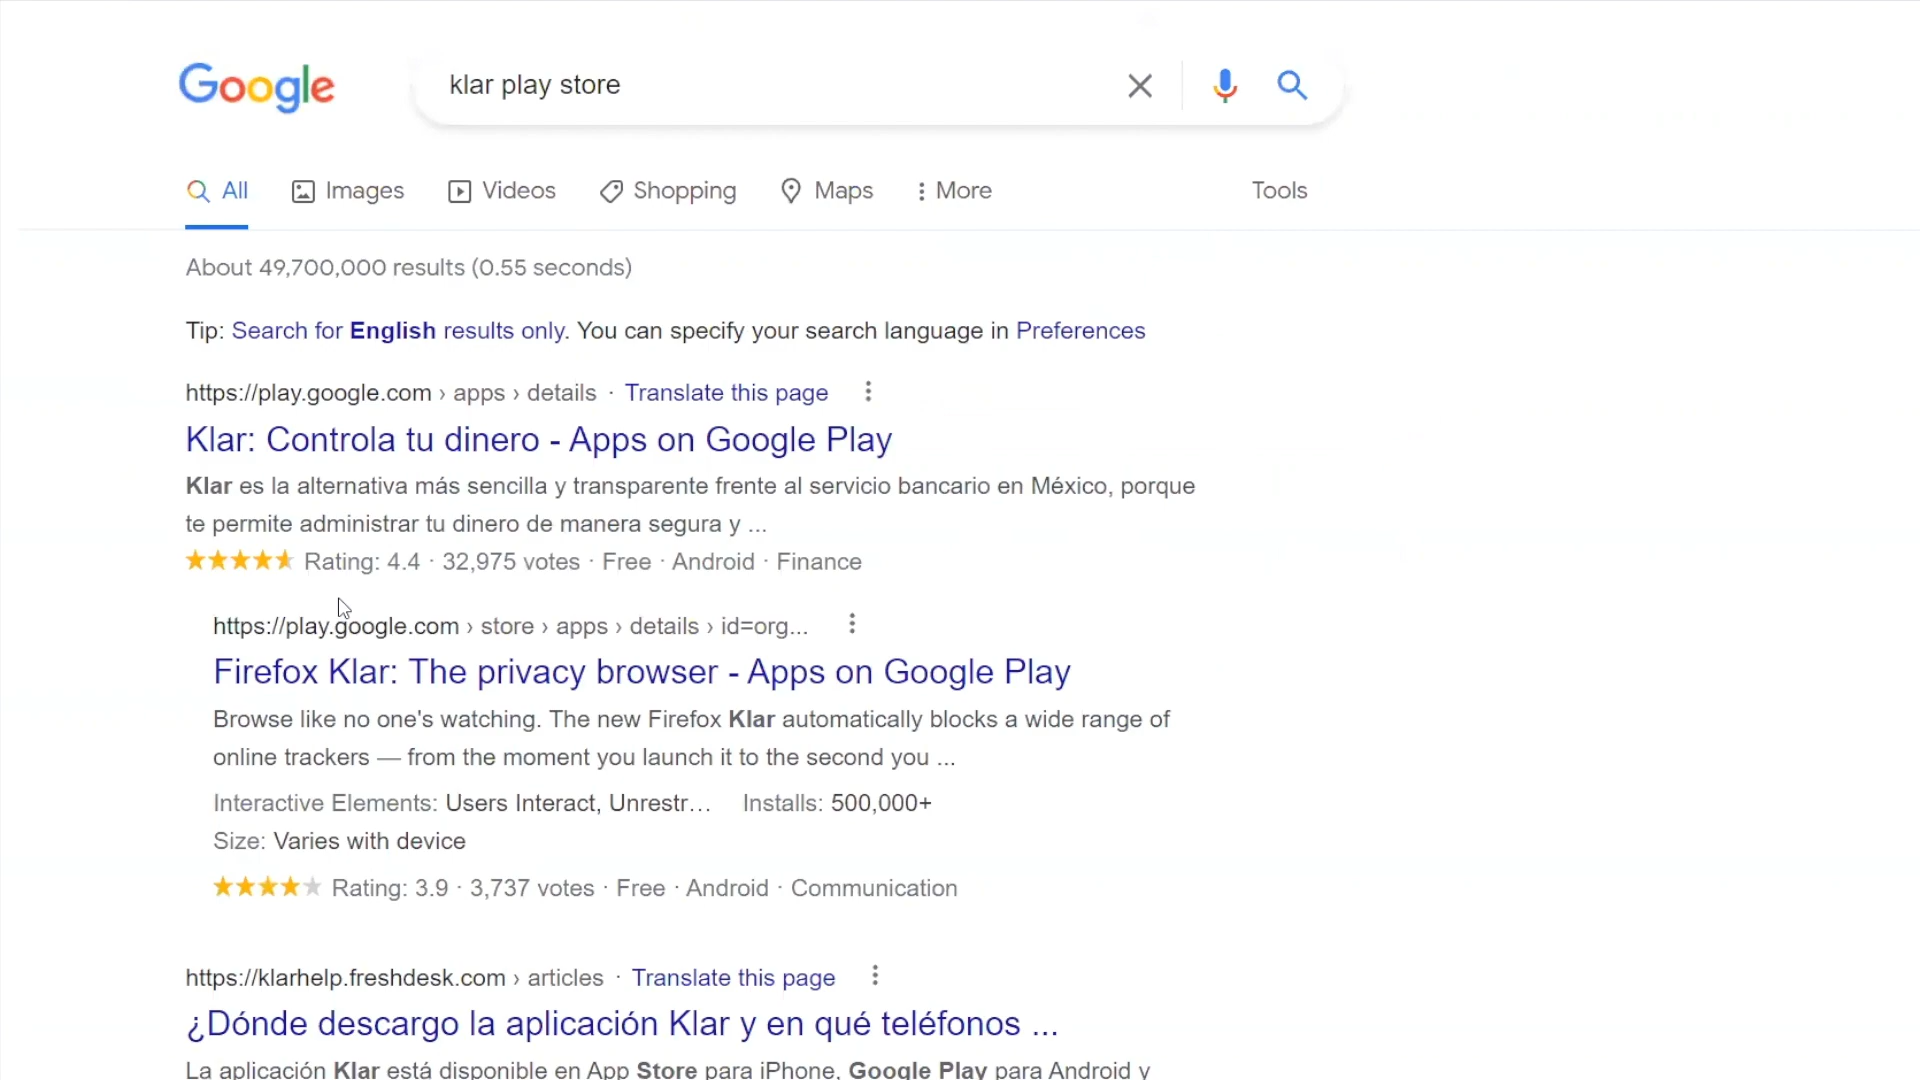 Google
klar play store
All Images Videos Shopping Maps More Tools
About 49,700,000 results (0.55 seconds)
Tip: Search for English results only. You can specify your search language in Preferences
https://play.google.com › apps › details · Translate this page
Klar: Controla tu dinero - Apps on Google Play
Klar es la alternativa más sencilla y transparente frente al servicio bancario en México, porque
te permite administrar tu dinero de manera segura y ...
Rating: 4.4 · 32,975 votes · Free · Android · Finance
https://play.google.com › store › apps › details › id=org...
Firefox Klar: The privacy browser - Apps on Google Play
Browse like no one's watching. The new Firefox Klar automatically blocks a wide range of
online trackers — from the moment you launch it to the second you ...
Interactive Elements: Users Interact, Unrestr... Installs: 500,000+
Size: Varies with device
Rating: 3.9 · 3,737 votes · Free · Android · Communication
https://klarhelp.freshdesk.com › articles · Translate this page
¿Dónde descargo la aplicación Klar y en qué teléfonos ...
La aplicación Klar está disponible en App Store para iPhone, Google Play para Android y